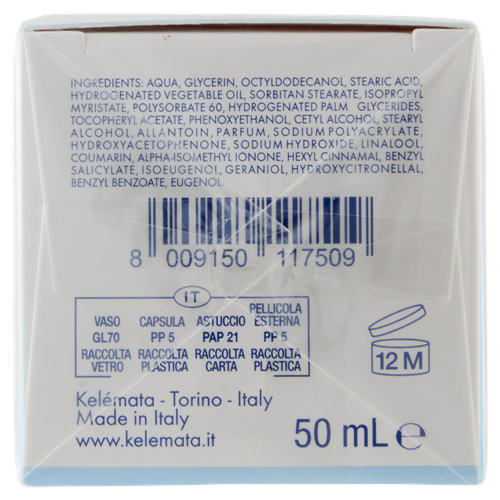 INGREDIENTS: AQUA, GLYCERIN, OCTYLDODECANOL, STEARIC ACID,
HYDROGENATED VEGETABLE OIL, SORBITAN STEARATE, ISOPROPYL
MYRISTATE, POLYSORBATE 60, HYDROGENATED PALM GLYCERIDES,
TOCOPHERYL ACETATE, PHENOXYETHANOL, CETYL ALCOHOL, STEARYL
ALCOHOL, ALLANTOIN, PARFUM, SODIUM POLYACRYLATE,
HYDROXYACETOPHENONE, SODIUM HYDROXIDE, LINALOOL,
COUMARIN, ALPHA-ISOMETHYL IONONE, HEXYL CINNAMAL, BENZYL
SALICYLATE, ISOEUGENOL, GERANIOL, HYDROXYCITRONELLAL,
BENZYL BENZOATE, EUGENOL.
8 009150 117509
IT
VASO CAPSULA ASTUCCIO PELLICOLA ESTERNA
GL70 PP 5 PAP 21 PP 5
RACCOLTA RACCOLTA RACCOLTA RACCOLTA
VETRO PLASTICA CARTA PLASTICA
12 M
Kelémata - Torino - Italy
Made in Italy
www.kelemata.it
50 mL ℮